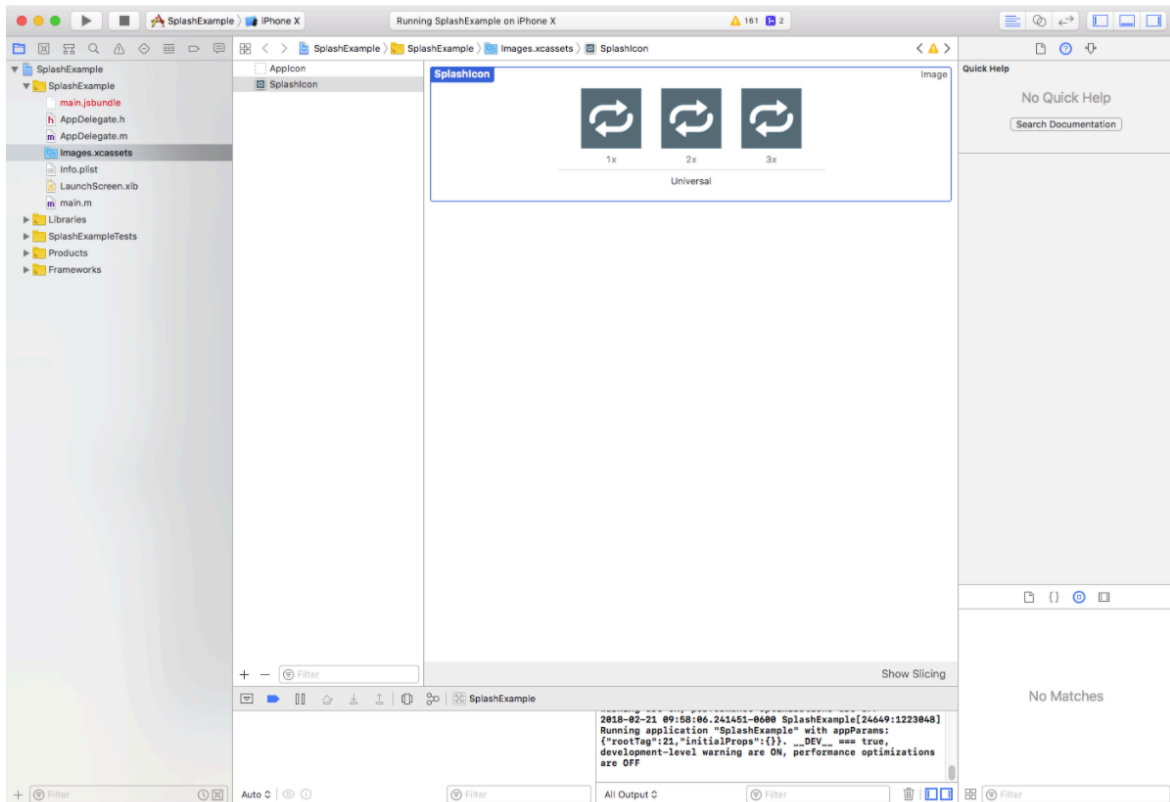 SplashExample 〉 iPhone X
Running SplashExample on iPhone X
161
2
SplashExample 〉 SplashExample 〉 Images.xcassets 〉 SplashIcon
SplashExample
SplashExample
main.jsbundle
AppDelegate.h
AppDelegate.m
Images.xcassets
Info.plist
LaunchScreen.xib
main.m
Libraries
SplashExampleTests
Products
Frameworks
Filter
AppIcon
SplashIcon
Filter
SplashIcon
Image
1x
2x
3x
Universal
Show Slicing
SplashExample
2018-02-21 09:58:06.241451-0600 SplashExample[24649:1223048]
Running application "SplashExample" with appParams:
{"rootTag":21,"initialProps":{}}. __DEV__ === true,
development-level warning are ON, performance optimizations
are OFF
Auto
Filter
All Output
Filter
Quick Help
No Quick Help
Search Documentation
{}
No Matches
Filter